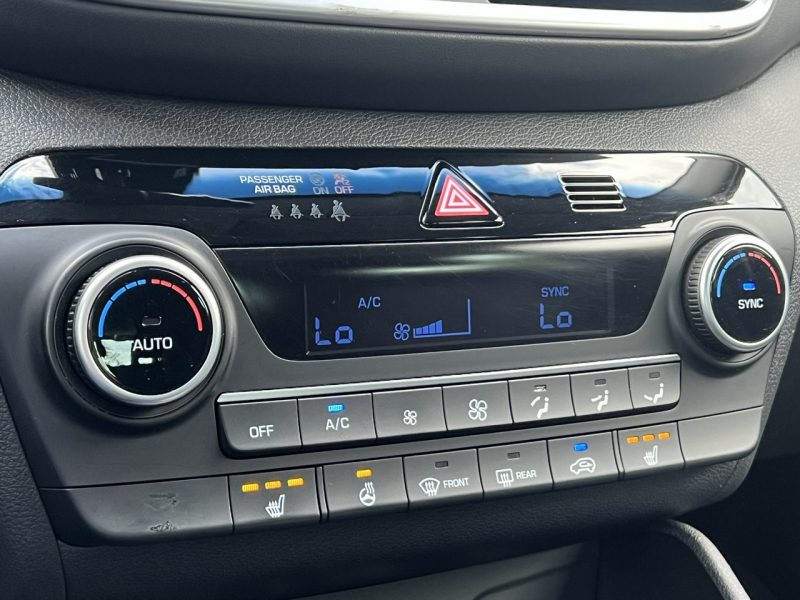 PASSENGER
AIR BAG ON OFF
A/C
SYNC
Lo
Lo
AUTO
SYNC
OFF
A/C
FRONT
REAR